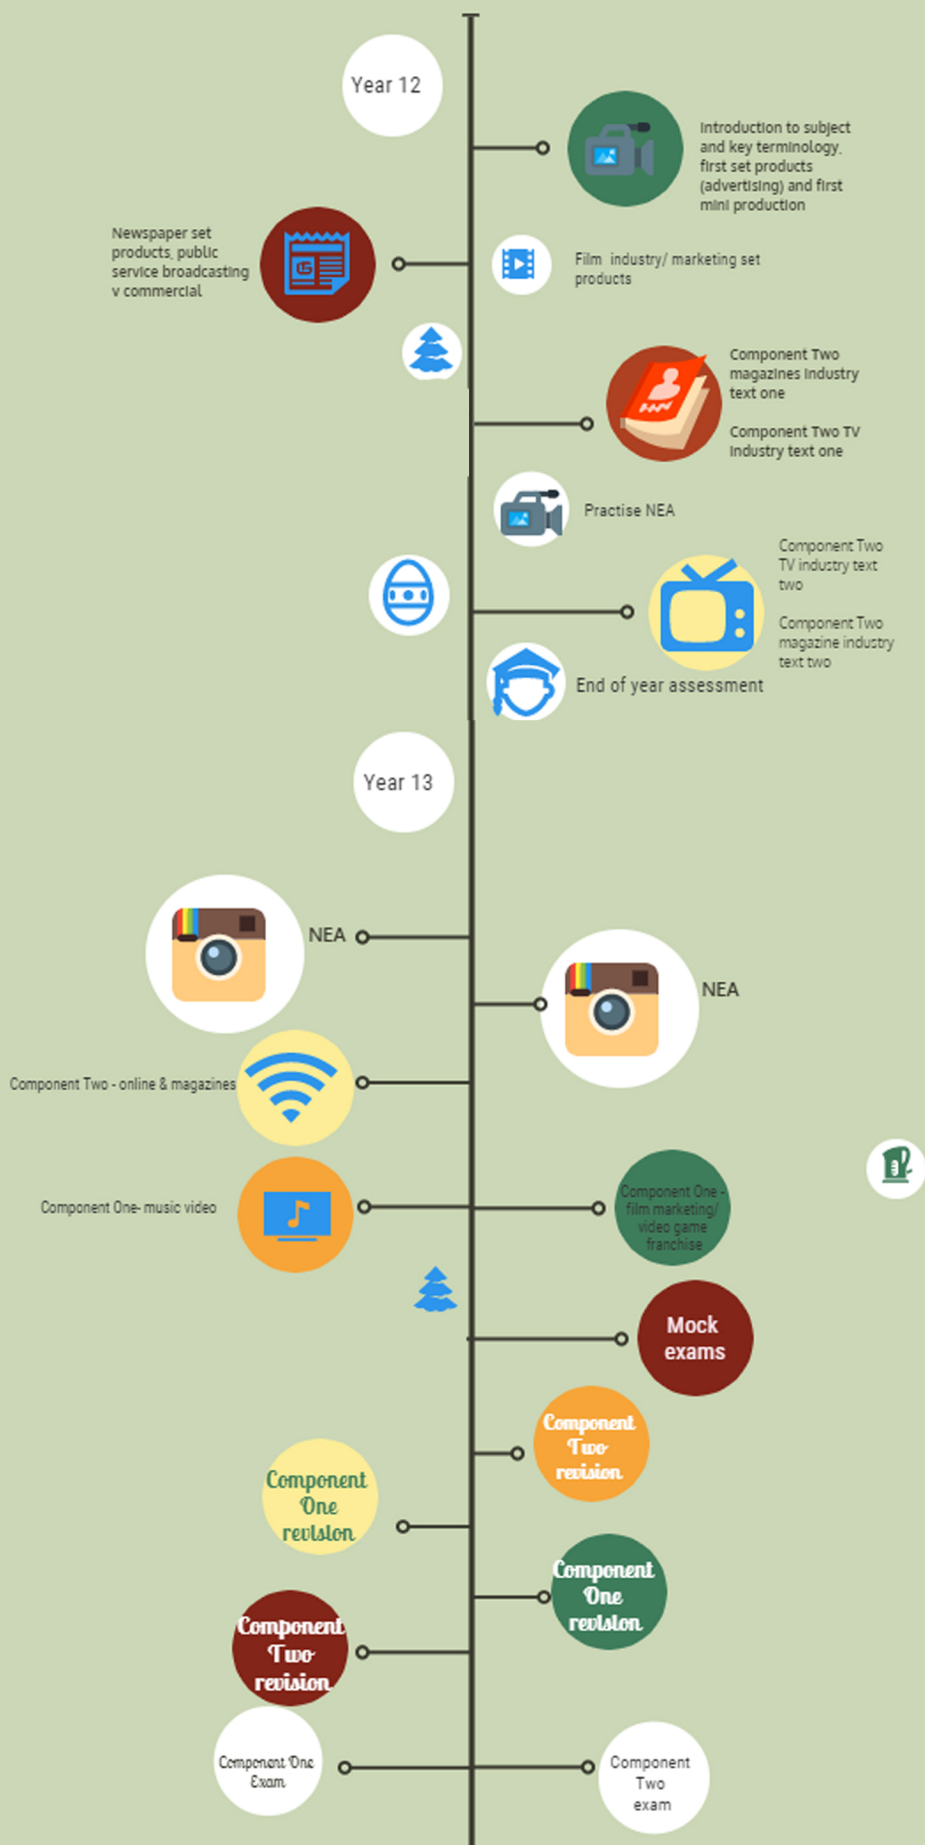 Year 12
Introduction to subject
and key terminology,
first set products
(advertising) and first
mini production
Newspaper set
products, public
service broadcasting
v commercial
Film industry/ marketing set
products
Component Two
magazines industry
text one
Component Two TV
industry text one
Practise NEA
Component Two
TV industry text
two
Component Two
magazine industry
text two
End of year assessment
Year 13
NEA
NEA
Component Two - online & magazines
Component One- music video
Component One -
film marketing/
video game
franchise
Mock
exams
Component
Two
revision
Component
One
revision
Component
One
revision
Component
Two
revision
Component One
Exam
Component
Two
exam